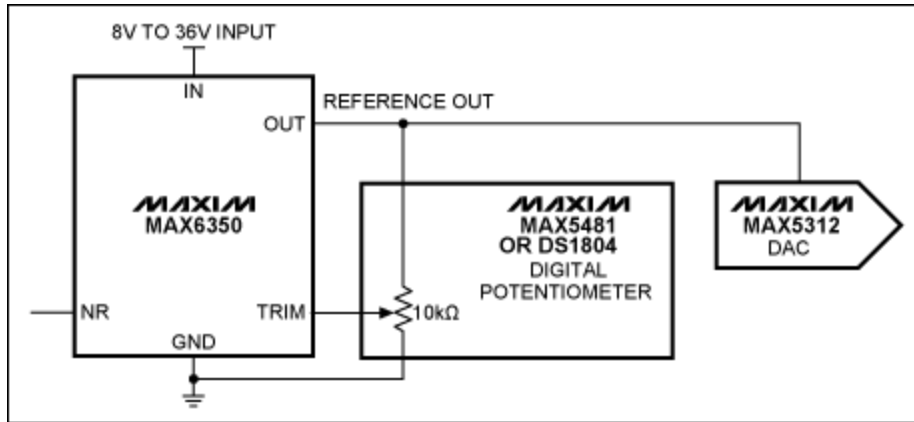 8V TO 36V INPUT
IN
REFERENCE OUT
OUT
MAXIM
MAX6350
MAXIM
MAX5481
OR DS1804
DIGITAL
POTENTIOMETER
MAXIM
MAX5312
DAC
NR
TRIM
10kΩ
GND